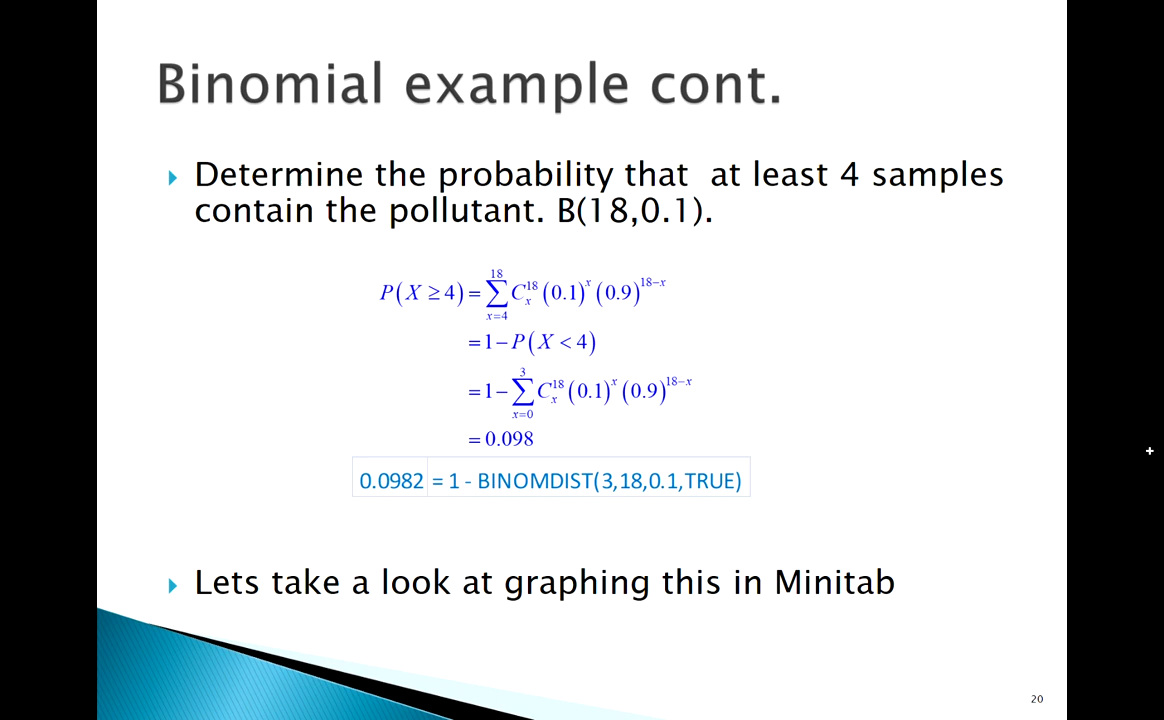 Binomial example cont.
Determine the probability that at least 4 samples
contain the pollutant. B(18,0.1).
P(X ≥ 4) = ∑_{x=4}^{18} C_x^{18} (0.1)^x (0.9)^{18−x}
= 1 − P(X < 4)
= 1 − ∑_{x=0}^{3} C_x^{18} (0.1)^x (0.9)^{18−x}
= 0.098
0.0982 = 1 - BINOMDIST(3,18,0.1,TRUE)
Lets take a look at graphing this in Minitab
20